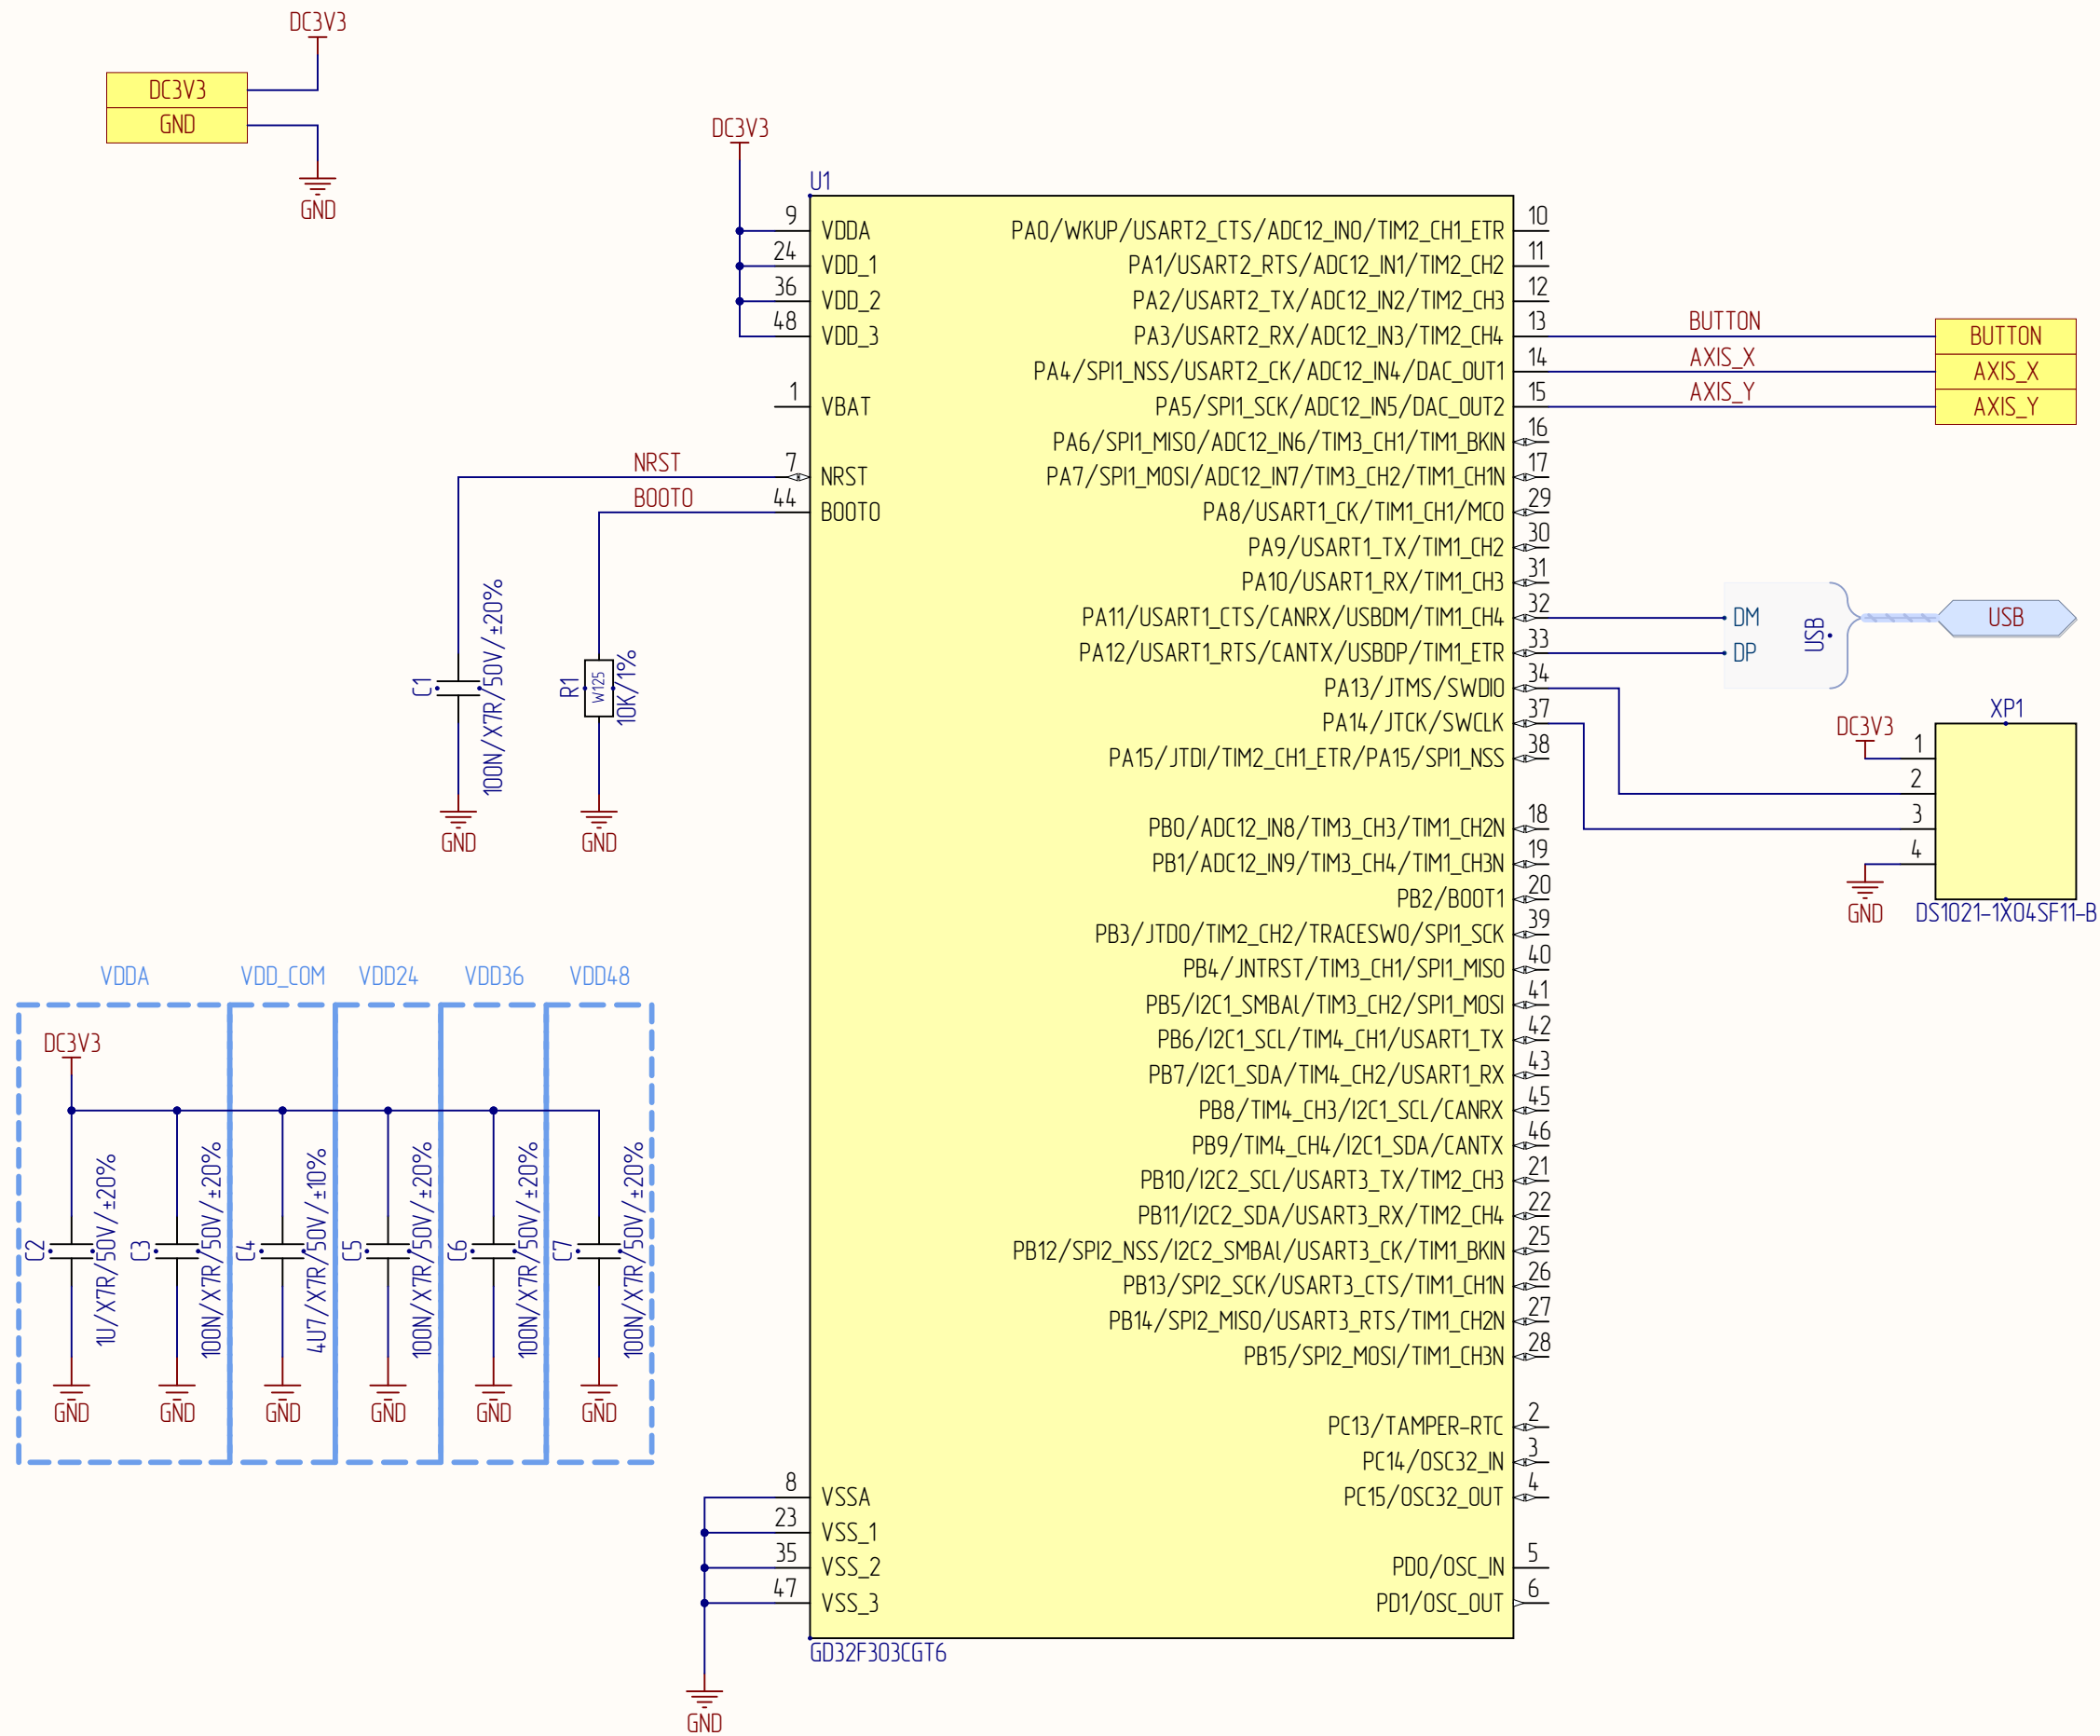 DC3V3
DC3V3
GND
GND
DC3V3
U1
9 VDDA
24 VDD_1
36 VDD_2
48 VDD_3
1 VBAT
NRST 7 NRST
BOOT0 44 BOOT0
PA0/WKUP/USART2_CTS/ADC12_IN0/TIM2_CH1_ETR 10
PA1/USART2_RTS/ADC12_IN1/TIM2_CH2 11
PA2/USART2_TX/ADC12_IN2/TIM2_CH3 12
PA3/USART2_RX/ADC12_IN3/TIM2_CH4 13 BUTTON BUTTON
PA4/SPI1_NSS/USART2_CK/ADC12_IN4/DAC_OUT1 14 AXIS_X AXIS_X
PA5/SPI1_SCK/ADC12_IN5/DAC_OUT2 15 AXIS_Y AXIS_Y
PA6/SPI1_MISO/ADC12_IN6/TIM3_CH1/TIM1_BKIN 16
PA7/SPI1_MOSI/ADC12_IN7/TIM3_CH2/TIM1_CH1N 17
PA8/USART1_CK/TIM1_CH1/MCO 29
PA9/USART1_TX/TIM1_CH2 30
PA10/USART1_RX/TIM1_CH3 31
PA11/USART1_CTS/CANRX/USBDM/TIM1_CH4 32 DM
PA12/USART1_RTS/CANTX/USBDP/TIM1_ETR 33 DP
USB
USB
PA13/JTMS/SWDIO 34
PA14/JTCK/SWCLK 37
PA15/JTDI/TIM2_CH1_ETR/PA15/SPI1_NSS 38
XP1
DC3V3
1
2
3
4
GND
DS1021-1X04SF11-B
C1
100N/X7R/50V/±20%
GND
R1
W125
10K/1%
GND
PB0/ADC12_IN8/TIM3_CH3/TIM1_CH2N 18
PB1/ADC12_IN9/TIM3_CH4/TIM1_CH3N 19
PB2/BOOT1 20
PB3/JTDO/TIM2_CH2/TRACESWO/SPI1_SCK 39
PB4/JNTRST/TIM3_CH1/SPI1_MISO 40
PB5/I2C1_SMBAl/TIM3_CH2/SPI1_MOSI 41
PB6/I2C1_SCL/TIM4_CH1/USART1_TX 42
PB7/I2C1_SDA/TIM4_CH2/USART1_RX 43
PB8/TIM4_CH3/I2C1_SCL/CANRX 45
PB9/TIM4_CH4/I2C1_SDA/CANTX 46
PB10/I2C2_SCL/USART3_TX/TIM2_CH3 21
PB11/I2C2_SDA/USART3_RX/TIM2_CH4 22
PB12/SPI2_NSS/I2C2_SMBAl/USART3_CK/TIM1_BKIN 25
PB13/SPI2_SCK/USART3_CTS/TIM1_CH1N 26
PB14/SPI2_MISO/USART3_RTS/TIM1_CH2N 27
PB15/SPI2_MOSI/TIM1_CH3N 28
PC13/TAMPER-RTC 2
PC14/OSC32_IN 3
PC15/OSC32_OUT 4
PD0/OSC_IN 5
PD1/OSC_OUT 6
VDDA VDD_COM VDD24 VDD36 VDD48
DC3V3
C2
1U/X7R/50V/±20%
C3
100N/X7R/50V/±20%
C4
4U7/X7R/50V/±10%
C5
100N/X7R/50V/±20%
C6
100N/X7R/50V/±20%
C7
100N/X7R/50V/±20%
GND GND GND GND GND GND
8 VSSA
23 VSS_1
35 VSS_2
47 VSS_3
GD32F303CGT6
GND